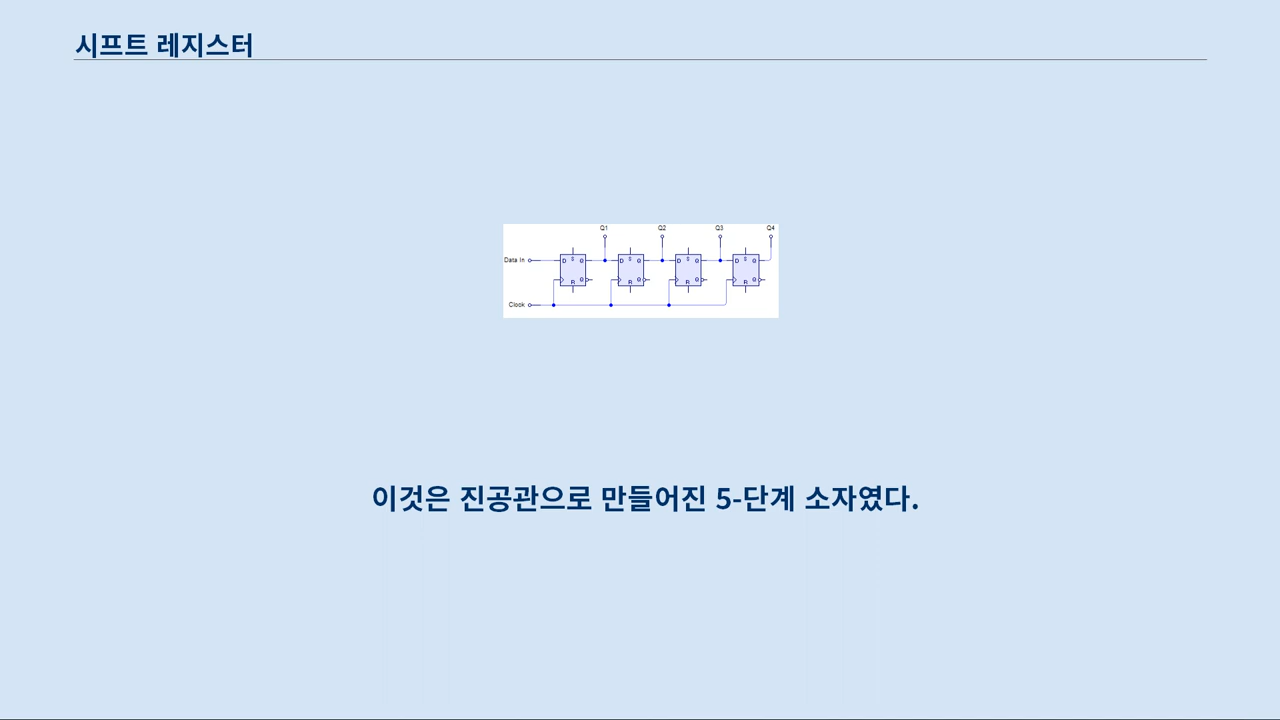 시프트 레지스터
Q1 Q2 Q3 Q4
Data In D S Q D S Q D S Q D S Q
R Q R Q R Q R Q
Clock
이것은 진공관으로 만들어진 5-단계 소자였다.